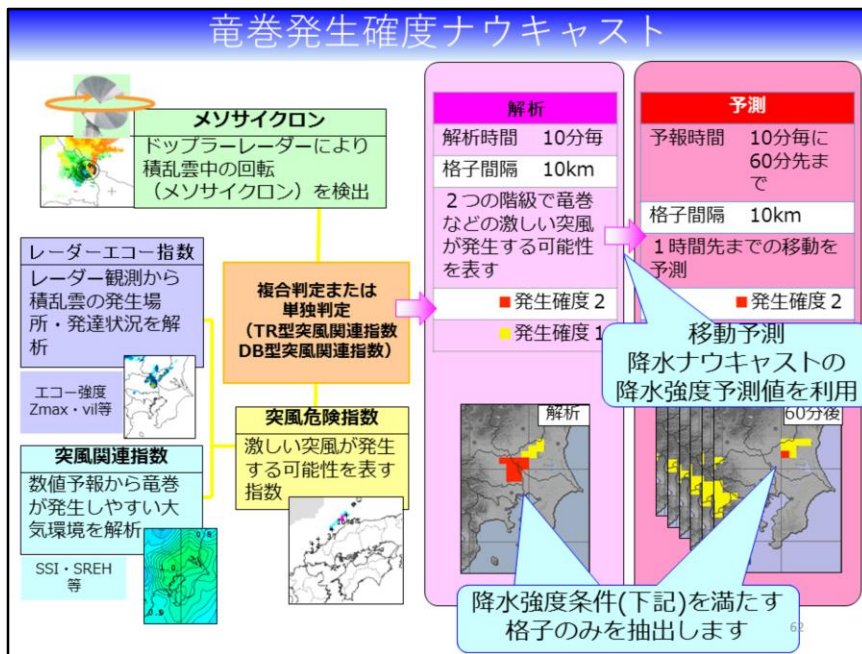 竜巻発生確度ナウキャスト
メソサイクロン
ドップラーレーダーにより
積乱雲中の回転
（メソサイクロン）を検出
レーダーエコー指数
レーダー観測から
積乱雲の発生場
所・発達状況を解
析
エコー強度
Zmax・vil等
突風関連指数
数値予報から竜巻
が発生しやすい大
気環境を解析
SSI・SREH
等
複合判定または
単独判定
（TR型突風関連指数
DB型突風関連指数）
突風危険指数
激しい突風が発生
する可能性を表す
指数
解析
解析時間 10分毎
格子間隔 10km
２つの階級で竜巻
などの激しい突風
が発生する可能性
を表す
■発生確度２
■発生確度１
解析
予測
予報時間 10分毎に
60分先ま
で
格子間隔 10km
１時間先までの移動を
予測
■発生確度２
移動予測
降水ナウキャストの
降水強度予測値を利用
60分後
降水強度条件(下記)を満たす
格子のみを抽出します
62